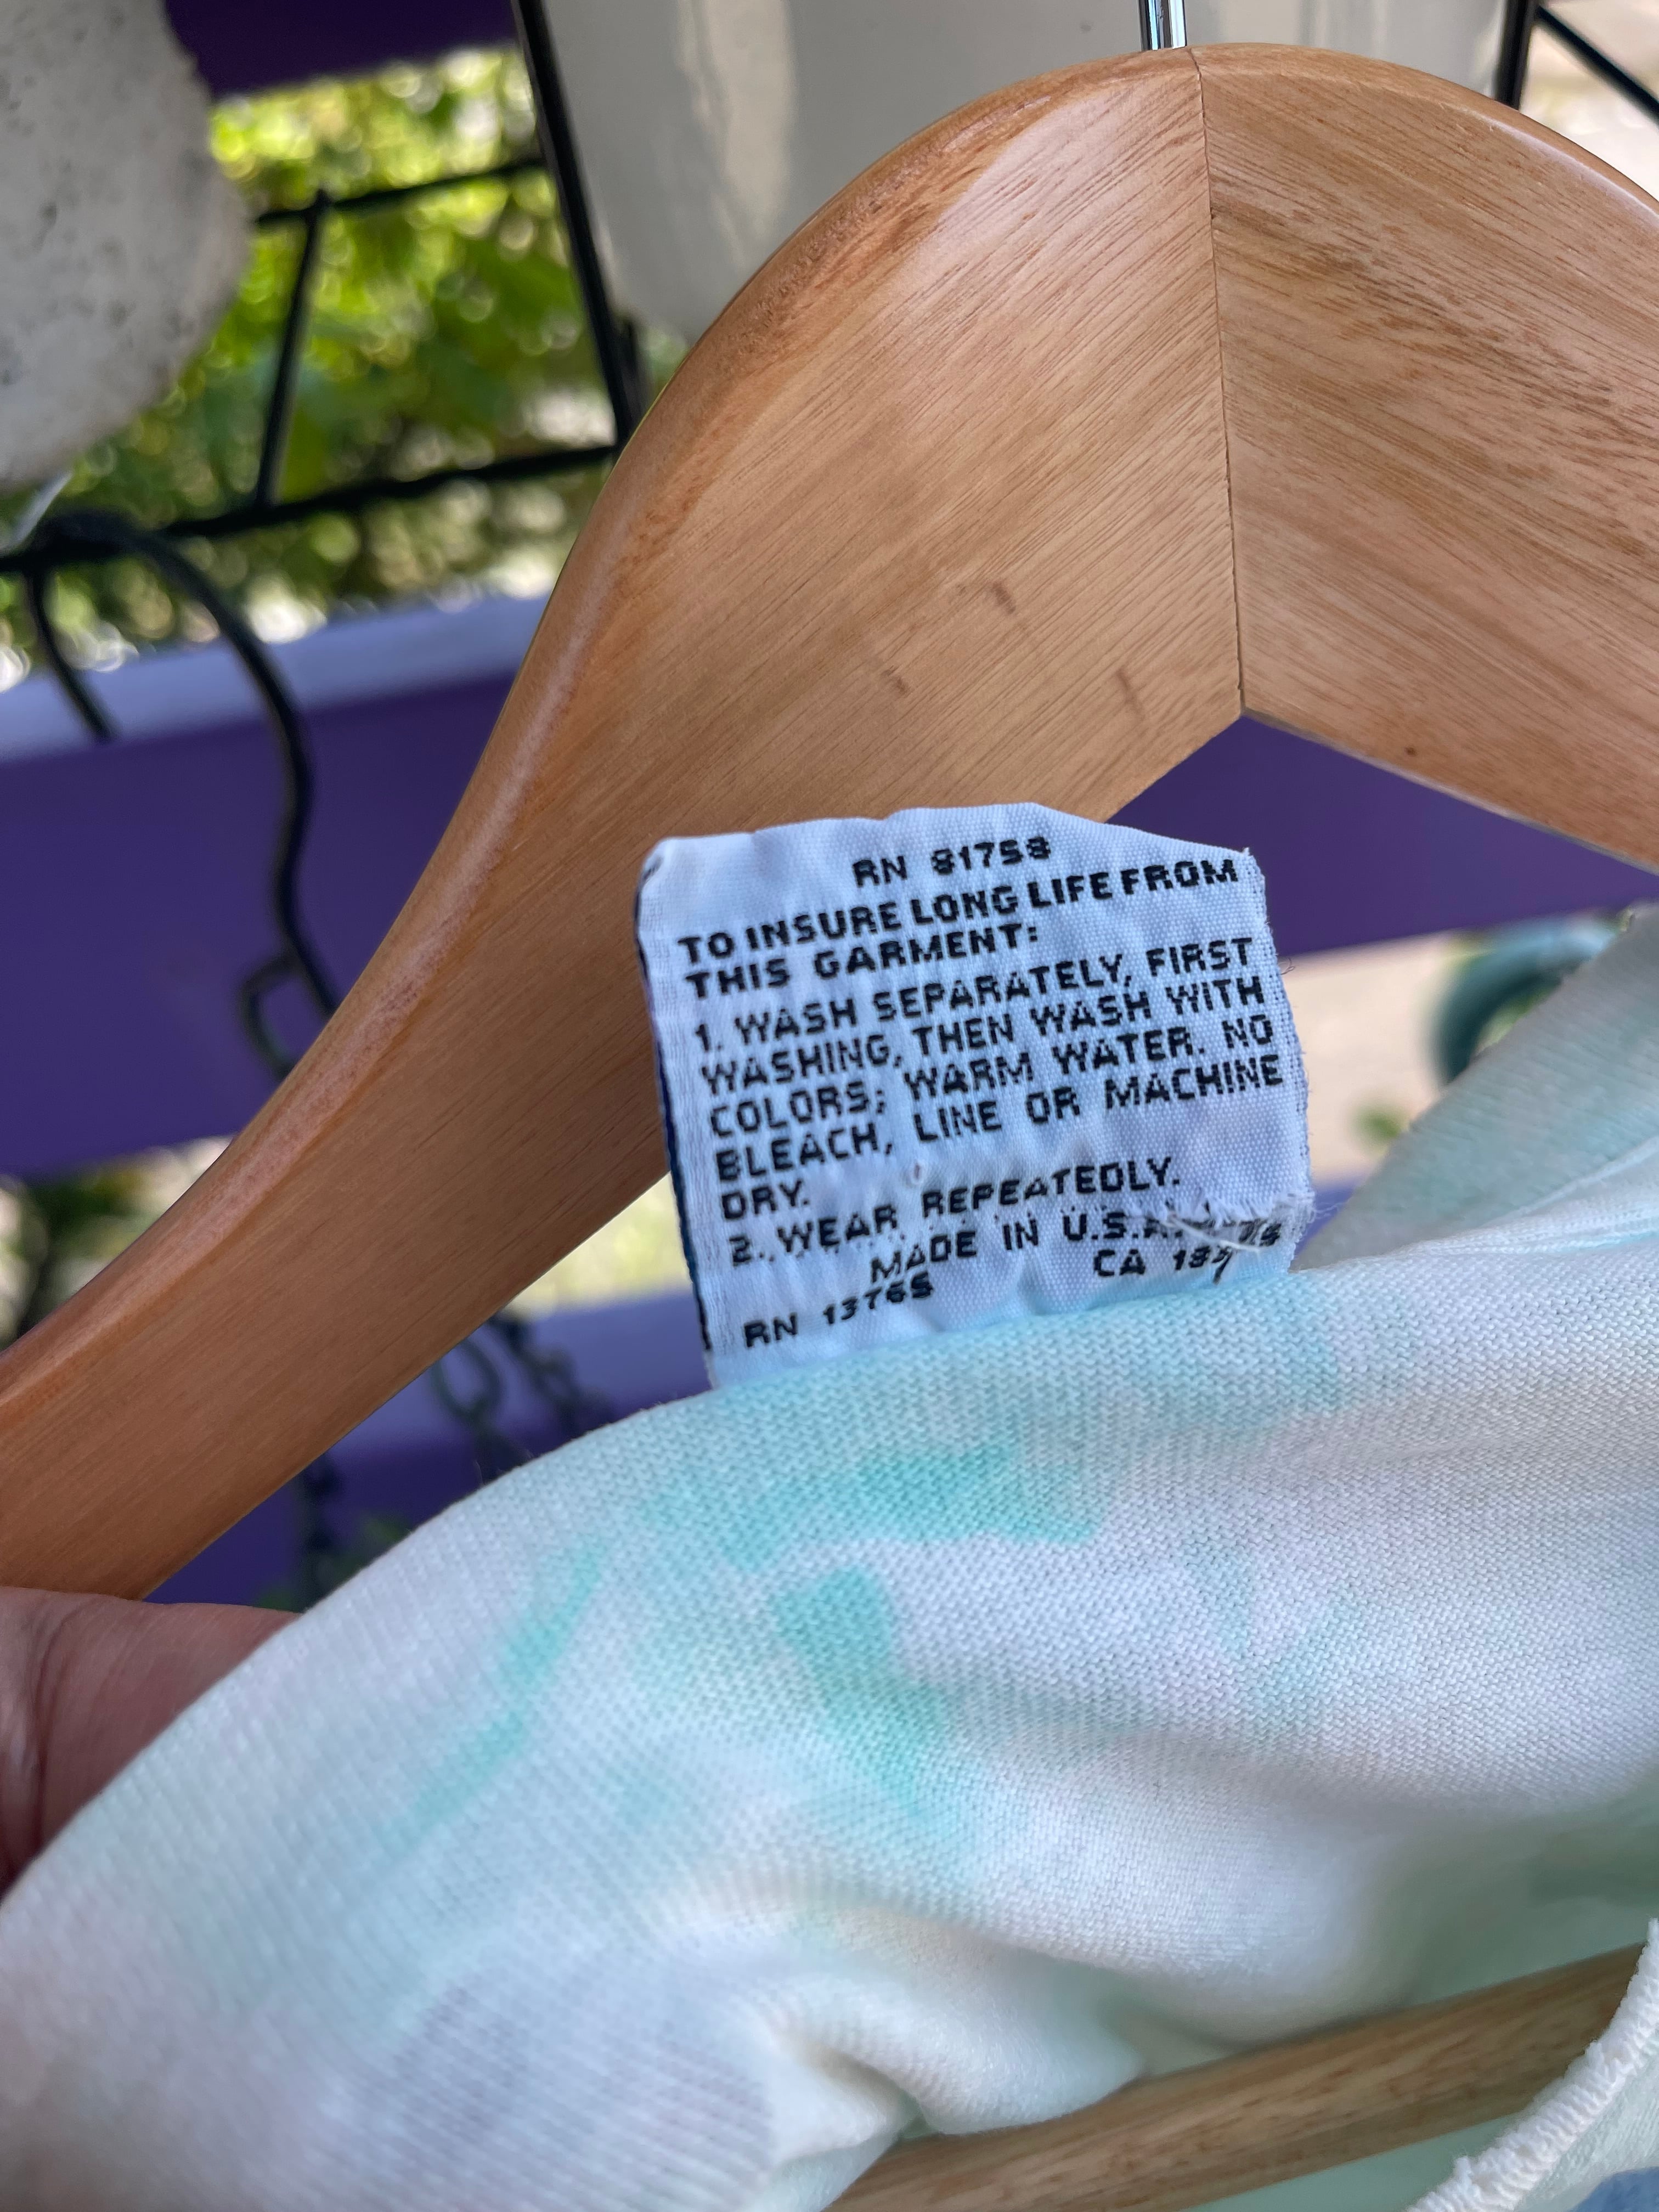 RN 81758
TO INSURE LONG LIFE FROM
THIS GARMENT:
1. WASH SEPARATELY, FIRST
WASHING, THEN WASH WITH
COLORS; WARM WATER. NO
BLEACH, LINE OR MACHINE
DRY.
2. WEAR REPEATEDLY.
MADE IN U.S.A.
RN 13765 CA